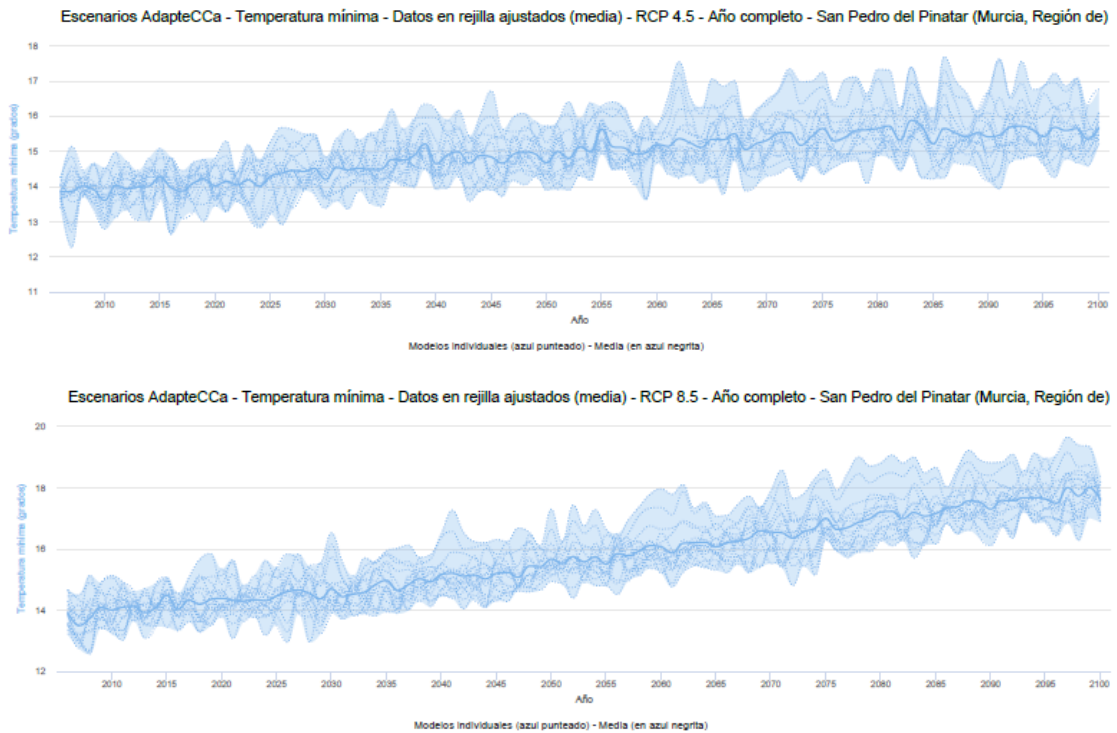 Escenarios AdapteCCa - Temperatura mínima - Datos en rejilla ajustados (media) - RCP 4.5 - Año completo - San Pedro del Pinatar (Murcia, Región de)
Temperatura mínima (grados)
18
17
16
15
14
13
12
11
2010 2015 2020 2025 2030 2035 2040 2045 2050 2055 2060 2065 2070 2075 2080 2085 2090 2095 2100
Año
Modelos individuales (azul punteado) - Media (en azul negrita)
Escenarios AdapteCCa - Temperatura mínima - Datos en rejilla ajustados (media) - RCP 8.5 - Año completo - San Pedro del Pinatar (Murcia, Región de)
Temperatura mínima (grados)
20
18
16
14
12
2010 2015 2020 2025 2030 2035 2040 2045 2050 2055 2060 2065 2070 2075 2080 2085 2090 2095 2100
Año
Modelos individuales (azul punteado) - Media (en azul negrita)